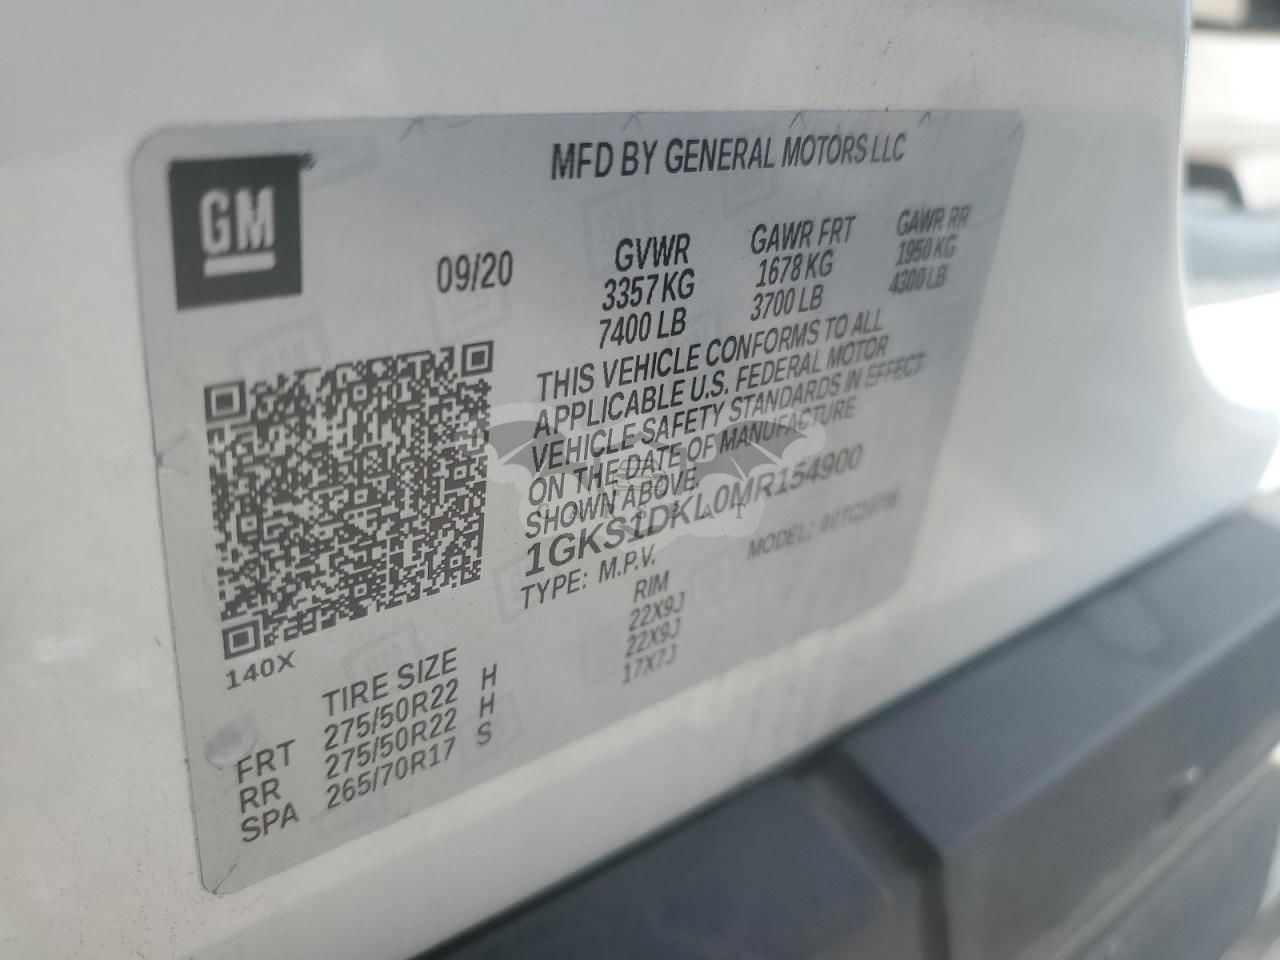 GM
MFD BY GENERAL MOTORS LLC
09/20
GVWR
3357 KG
7400 LB
GAWR FRT
1678 KG
3700 LB
GAWR RR
1950 KG
4300 LB
THIS VEHICLE CONFORMS TO ALL
APPLICABLE U.S. FEDERAL MOTOR
VEHICLE SAFETY STANDARDS IN EFFECT
ON THE DATE OF MANUFACTURE
SHOWN ABOVE.
1GKS1DKL0MR154900
TYPE: M.P.V.
MODEL:
140X
TIRE SIZE
RIM
FRT 275/50R22 H 22X9J
RR 275/50R22 H 22X9J
SPA 265/70R17 S 17X7J